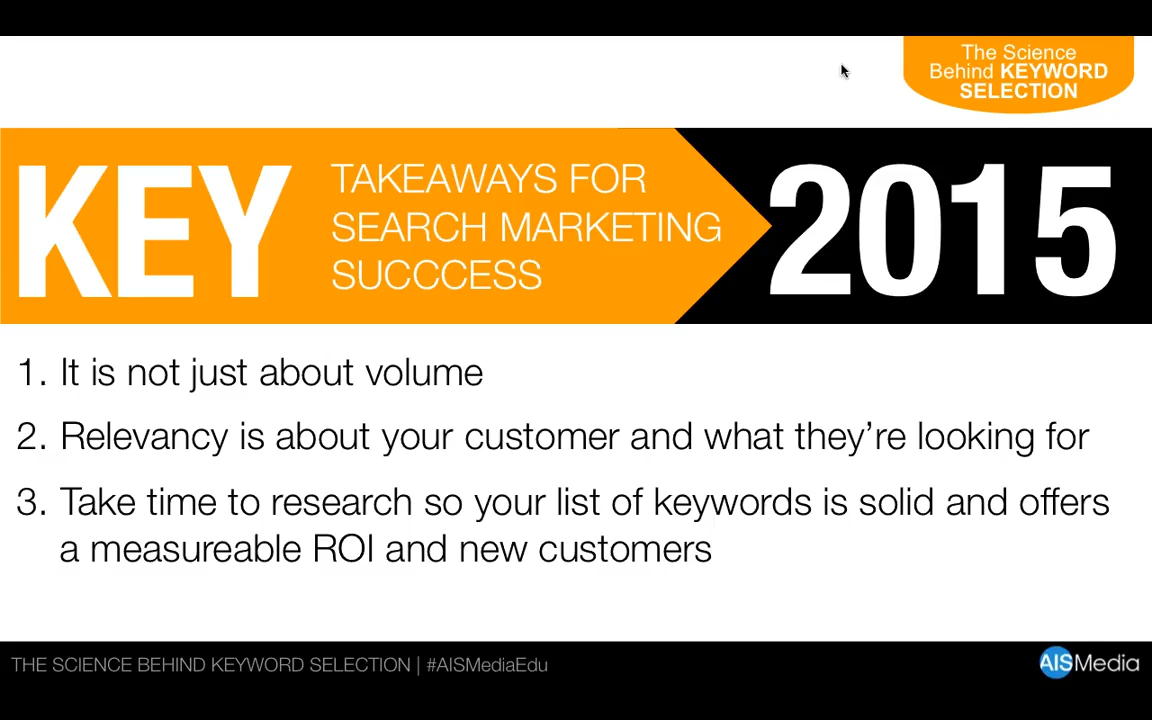 The Science
Behind KEYWORD
SELECTION
KEY
TAKEAWAYS FOR
SEARCH MARKETING
SUCCCESS
2015
1. It is not just about volume
2. Relevancy is about your customer and what they’re looking for
3. Take time to research so your list of keywords is solid and offers
a measureable ROI and new customers
THE SCIENCE BEHIND KEYWORD SELECTION | #AISMediaEdu
AISMedia